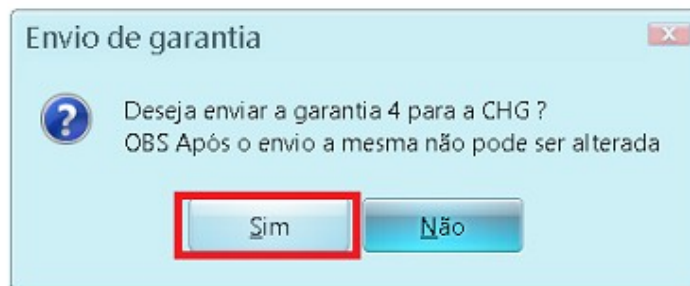 Envio de garantia
Deseja enviar a garantia 4 para a CHG ?
OBS Após o envio a mesma não pode ser alterada
Sim Não